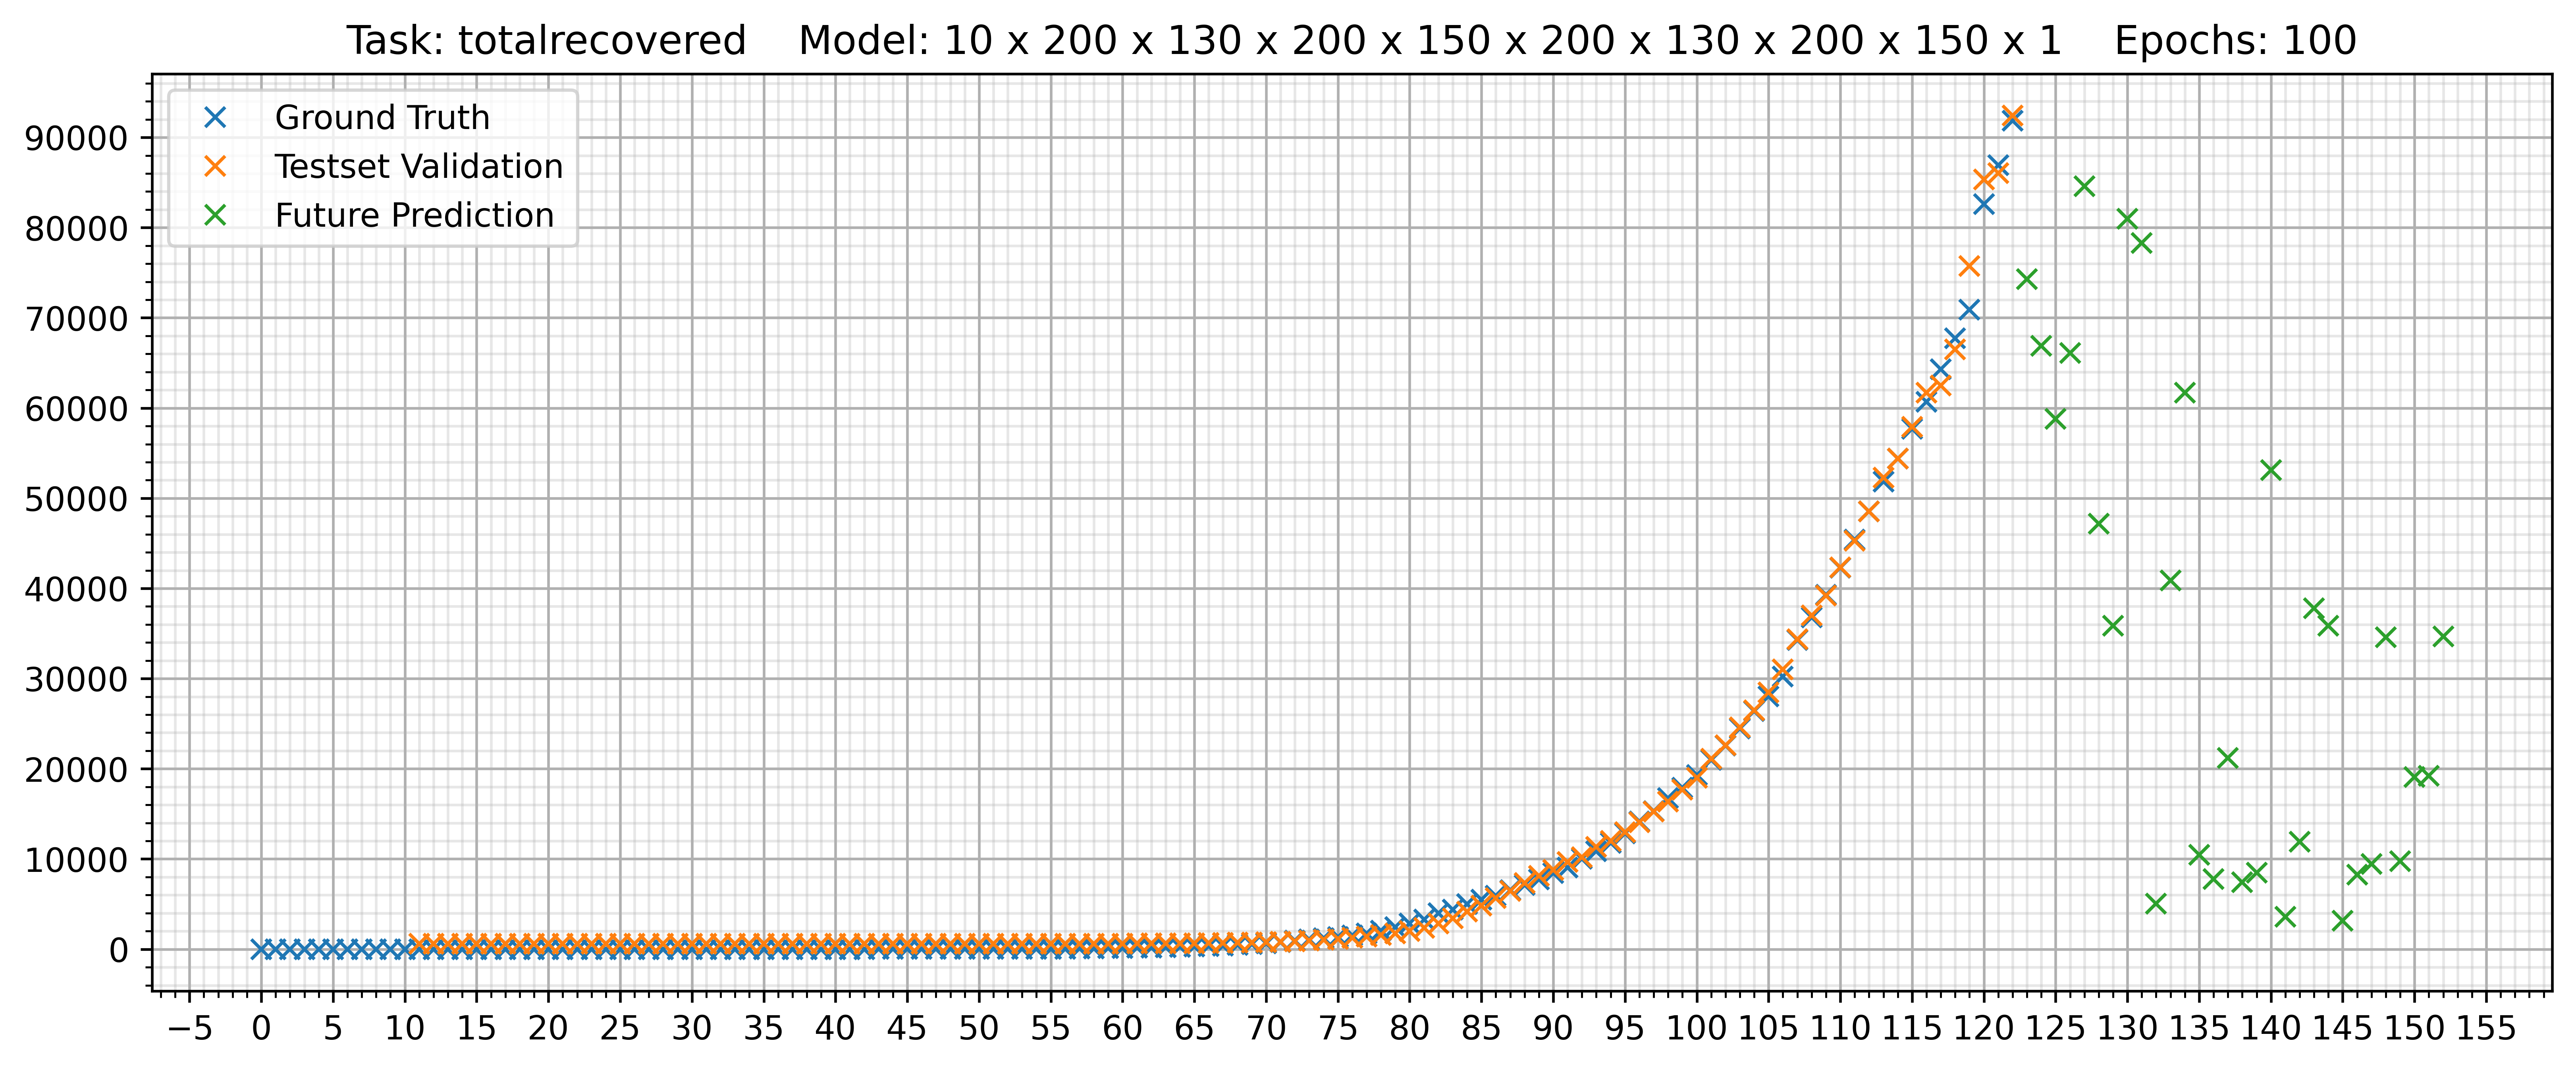 Task: totalrecovered    Model: 10 x 200 x 130 x 200 x 150 x 200 x 130 x 200 x 150 x 1    Epochs: 100
Ground Truth
Testset Validation
Future Prediction
90000
80000
70000
60000
50000
40000
30000
20000
10000
0
−5 0 5 10 15 20 25 30 35 40 45 50 55 60 65 70 75 80 85 90 95 100 105 110 115 120 125 130 135 140 145 150 155